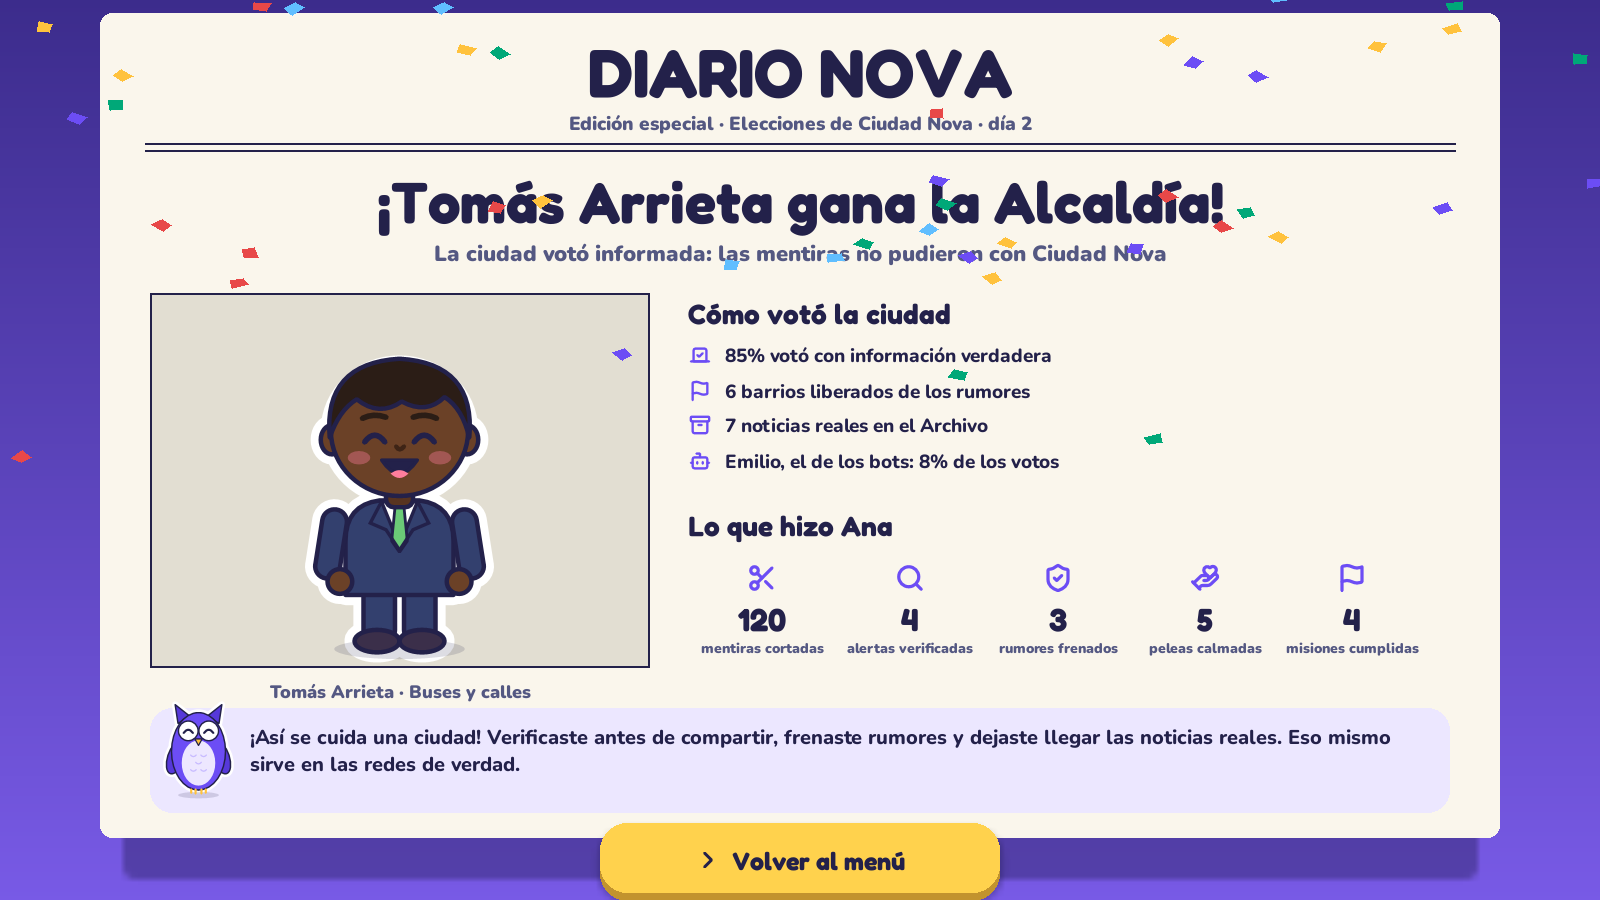 DIARIO NOVA
Edición especial · Elecciones de Ciudad Nova · día 2
¡Tomás Arrieta gana la Alcaldía!
La ciudad votó informada: las mentiras no pudieron con Ciudad Nova
Cómo votó la ciudad
85% votó con información verdadera
6 barrios liberados de los rumores
7 noticias reales en el Archivo
Emilio, el de los bots: 8% de los votos
Lo que hizo Ana
120
mentiras cortadas
4
alertas verificadas
3
rumores frenados
5
peleas calmadas
4
misiones cumplidas
Tomás Arrieta · Buses y calles
¡Así se cuida una ciudad! Verificaste antes de compartir, frenaste rumores y dejaste llegar las noticias reales. Eso mismo
sirve en las redes de verdad.
Volver al menú